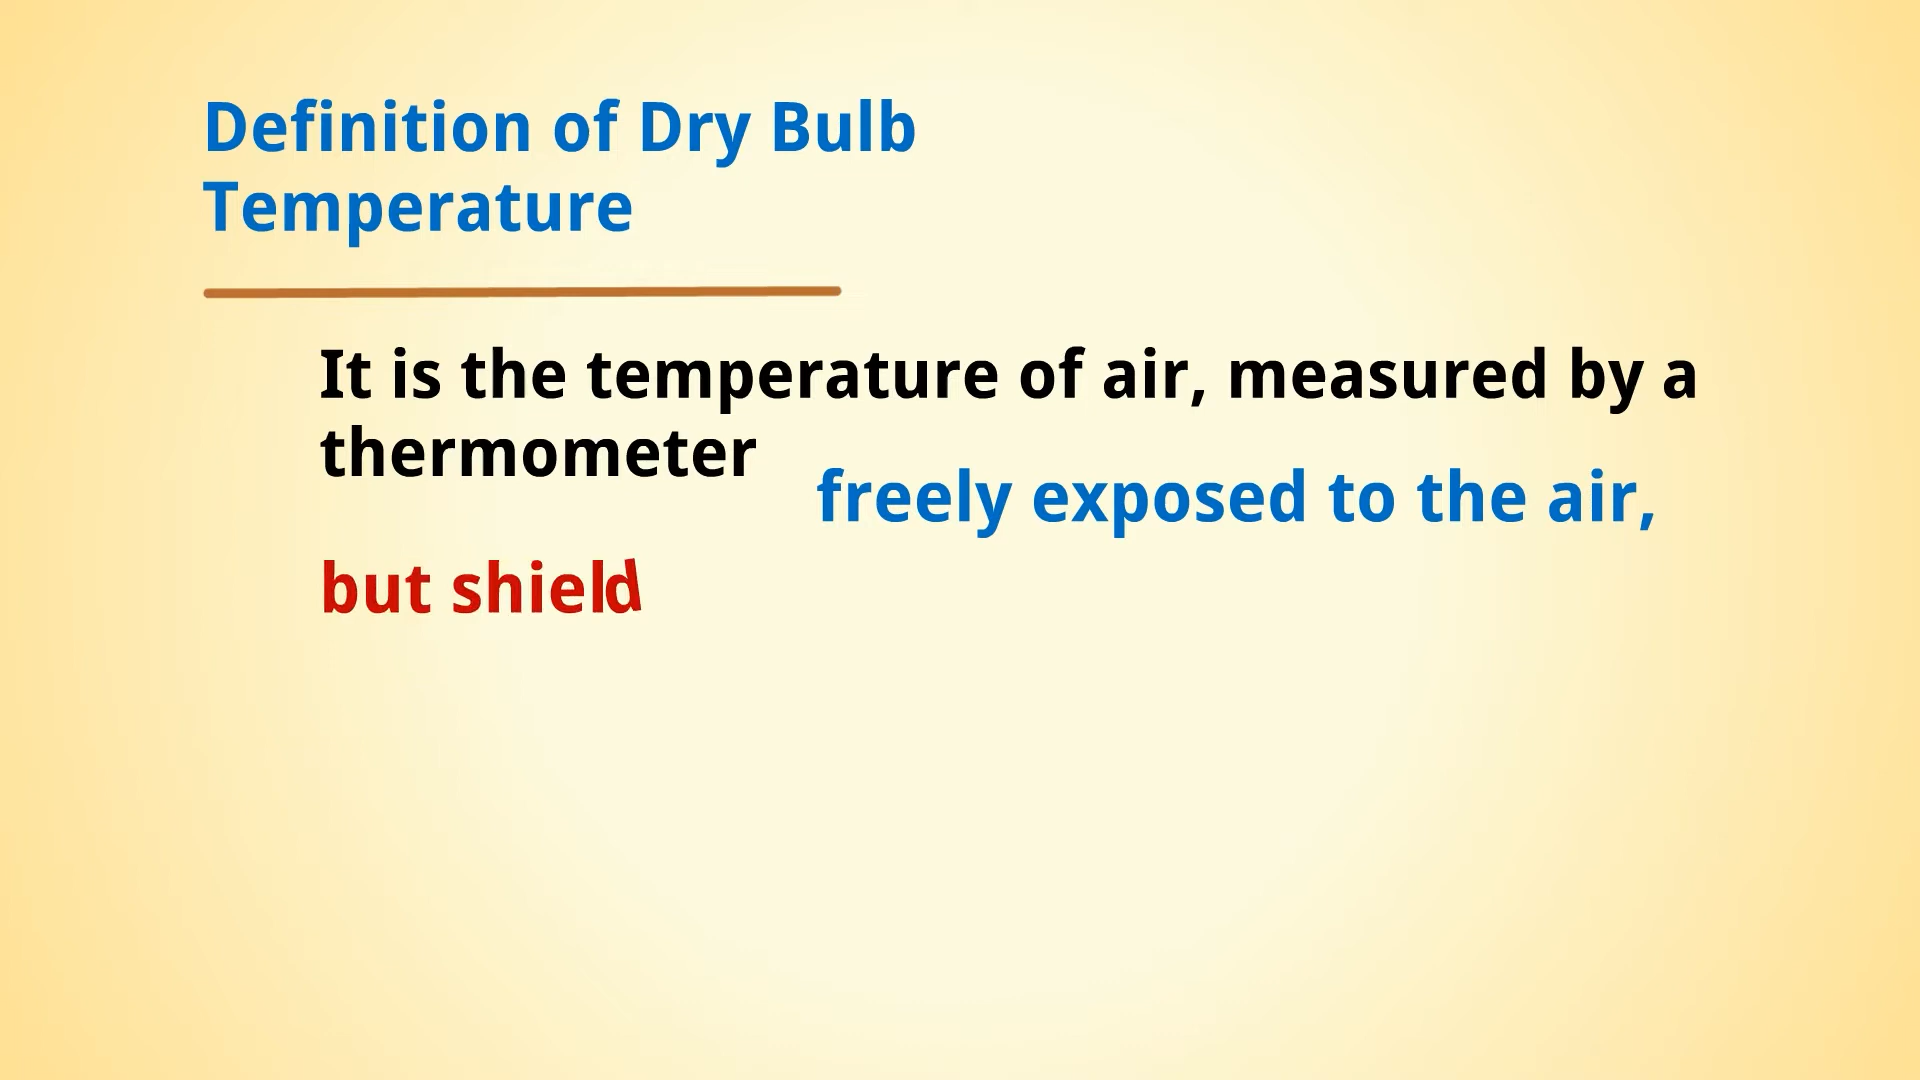 Definition of Dry Bulb
Temperature
It is the temperature of air, measured by a
thermometer
freely exposed to the air,
but shield